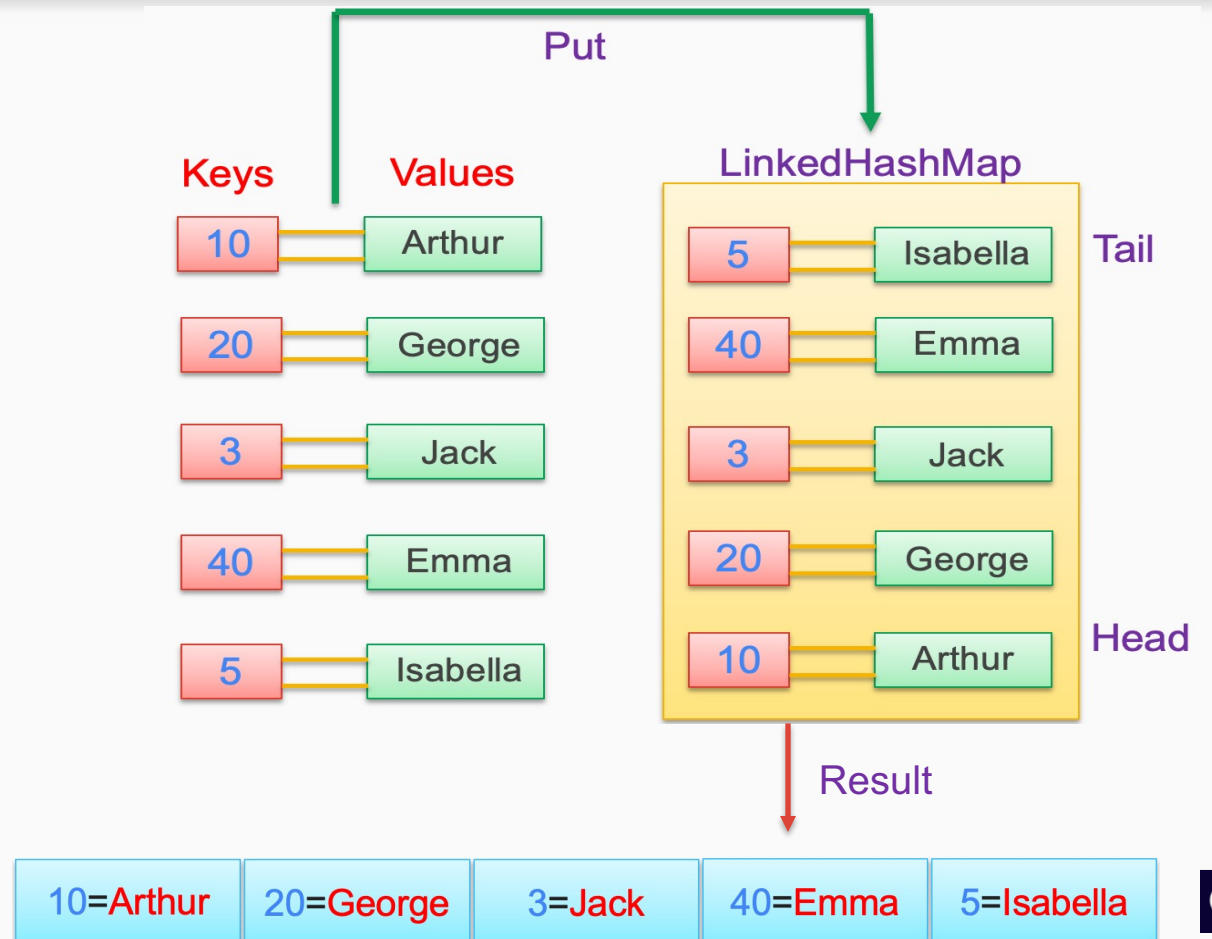 Put
Keys Values
10 Arthur
20 George
3 Jack
40 Emma
5 Isabella
LinkedHashMap
5 Isabella Tail
40 Emma
3 Jack
20 George
10 Arthur Head
Result
10=Arthur 20=George 3=Jack 40=Emma 5=Isabella